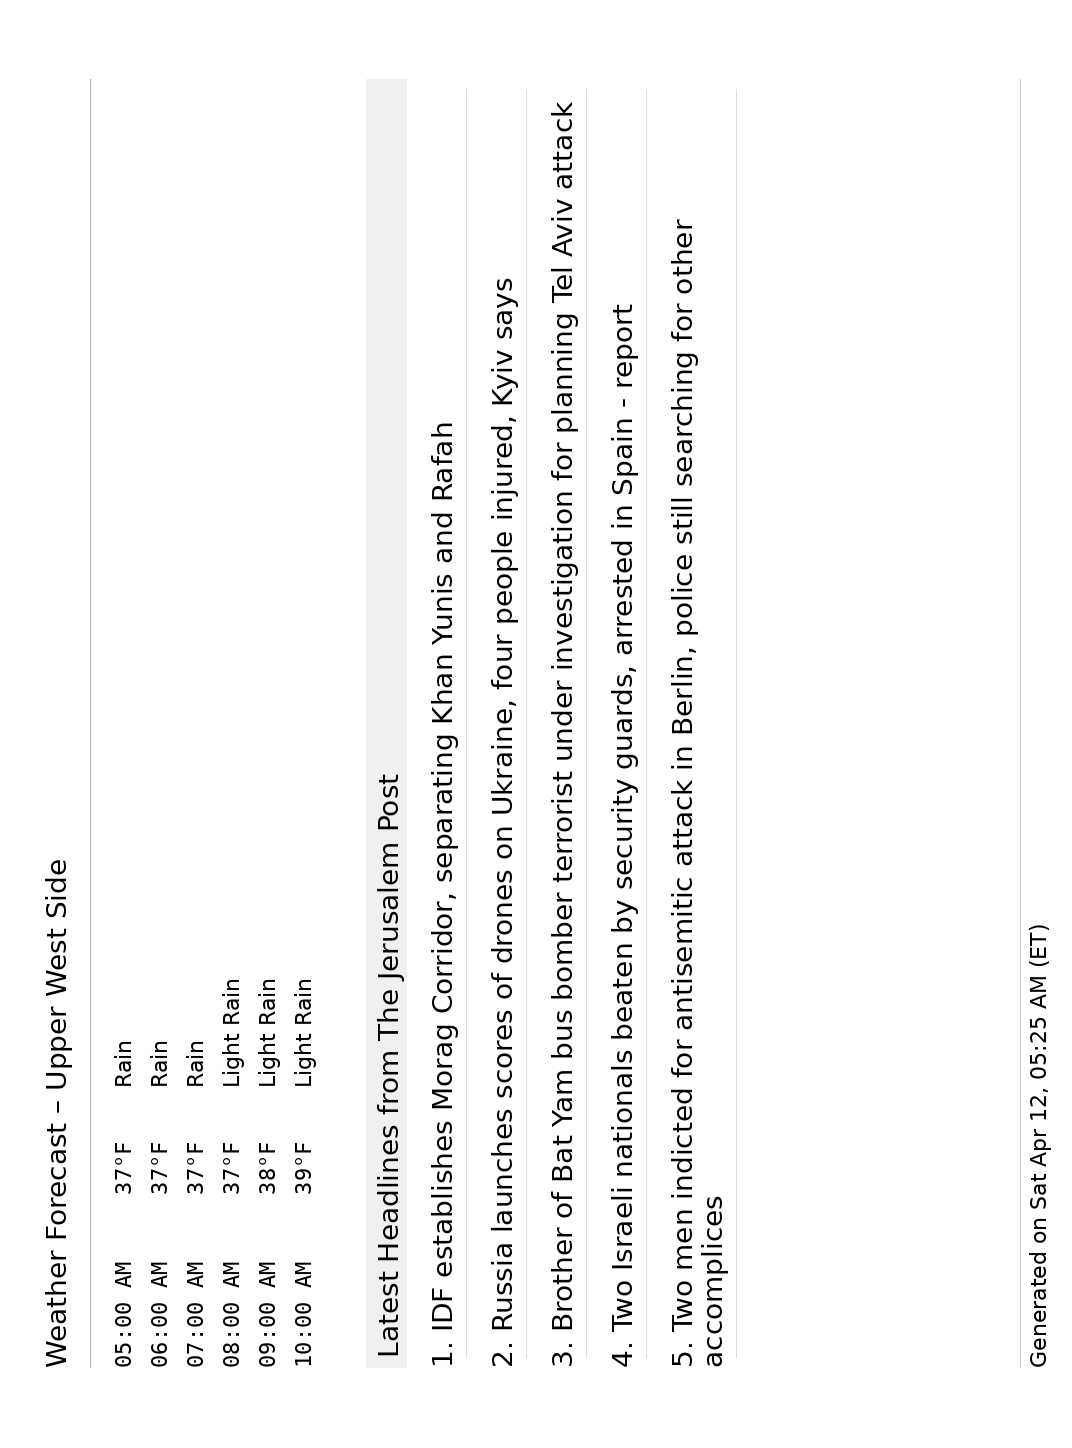 Weather Forecast – Upper West Side
05:00 AM 37°F Rain
06:00 AM 37°F Rain
07:00 AM 37°F Rain
08:00 AM 37°F Light Rain
09:00 AM 38°F Light Rain
10:00 AM 39°F Light Rain
Latest Headlines from The Jerusalem Post
1. IDF establishes Morag Corridor, separating Khan Yunis and Rafah
2. Russia launches scores of drones on Ukraine, four people injured, Kyiv says
3. Brother of Bat Yam bus bomber terrorist under investigation for planning Tel Aviv attack
4. Two Israeli nationals beaten by security guards, arrested in Spain - report
5. Two men indicted for antisemitic attack in Berlin, police still searching for other
accomplices
Generated on Sat Apr 12, 05:25 AM (ET)